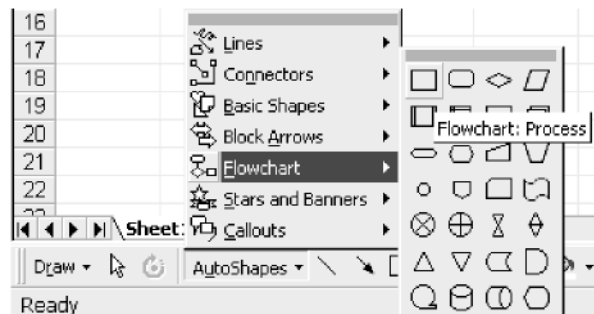 16
17
18
19
20
21
22
Lines
Connectors
Basic Shapes
Block Arrows
Flowchart
Stars and Banners
Callouts
Flowchart: Process
Sheet
Draw
AutoShapes
Ready